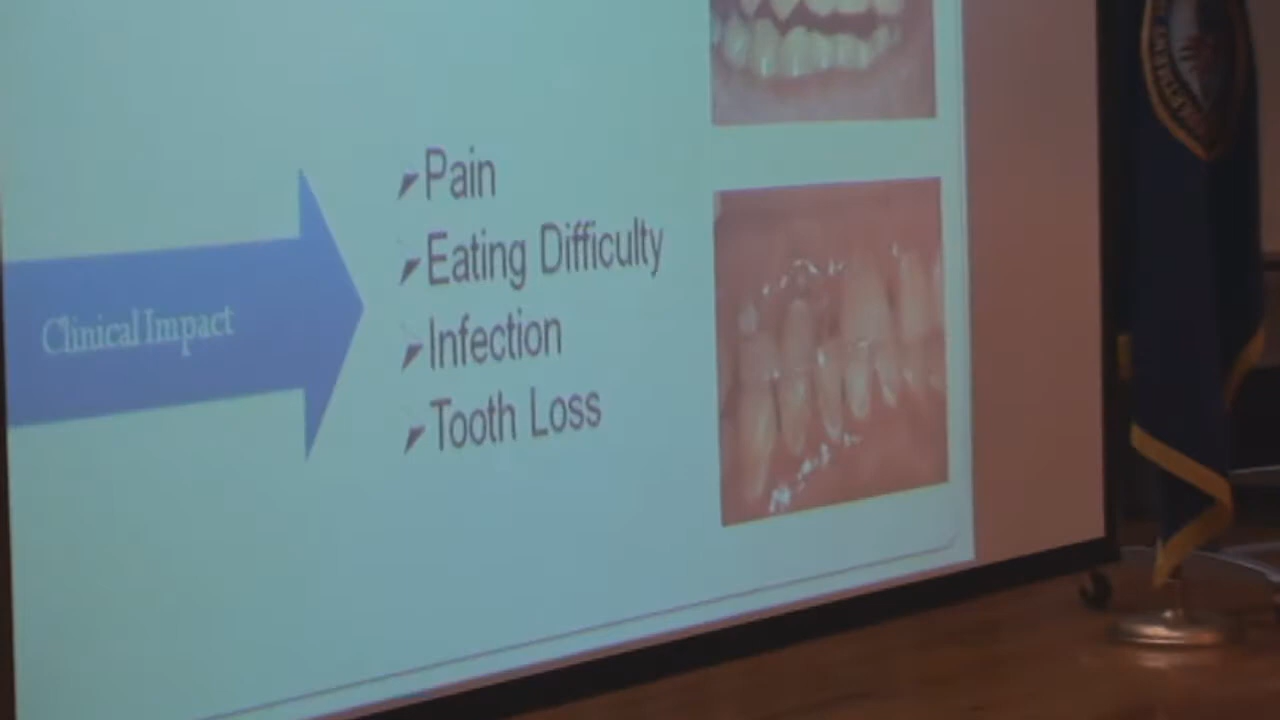 Pain
Eating Difficulty
Clinical Impact
Infection
Tooth Loss